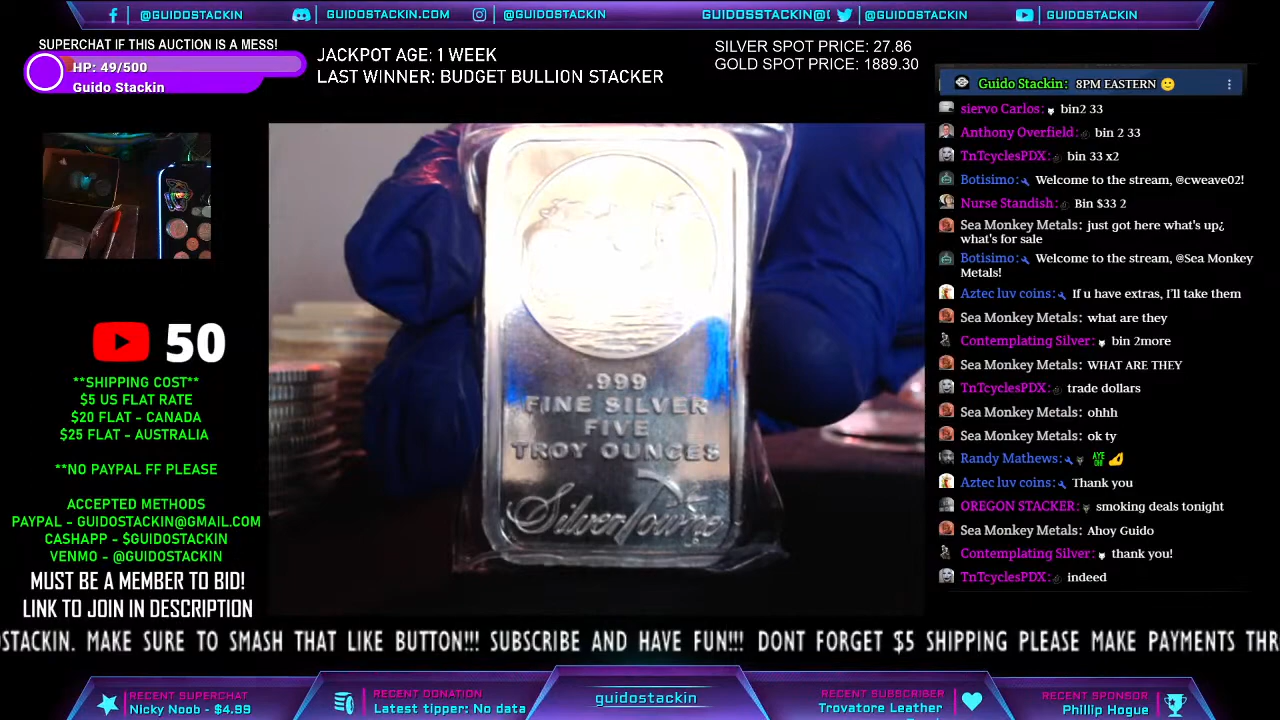 @GUIDOSTACKIN
GUIDOSTACKIN.COM
@GUIDOSTACKIN
GUIDOSSTACKIN@
@GUIDOSTACKIN
GUIDOSTACKIN
SUPERCHAT IF THIS AUCTION IS A MESS!
HP: 49/500
Guido Stackin
JACKPOT AGE: 1 WEEK
LAST WINNER: BUDGET BULLION STACKER
SILVER SPOT PRICE: 27.86
GOLD SPOT PRICE: 1889.30
Guido Stackin: 8PM EASTERN
siervo Carlos: bin2 33
Anthony Overfield: bin 2 33
TnTcyclesPDX: bin 33 x2
Botisimo: Welcome to the stream, @cweave02!
Nurse Standish: Bin $33 2
Sea Monkey Metals: just got here what's up¿
what's for sale
Botisimo: Welcome to the stream, @Sea Monkey
Metals!
Aztec luv coins: If u have extras, I'll take them
Sea Monkey Metals: what are they
Contemplating Silver: bin 2more
Sea Monkey Metals: WHAT ARE THEY
TnTcyclesPDX: trade dollars
Sea Monkey Metals: ohhh
Sea Monkey Metals: ok ty
Randy Mathews: AYE
Aztec luv coins: Thank you
OREGON STACKER: smoking deals tonight
Sea Monkey Metals: Ahoy Guido
Contemplating Silver: thank you!
TnTcyclesPDX: indeed
50
**SHIPPING COST**
$5 US FLAT RATE
$20 FLAT - CANADA
$25 FLAT - AUSTRALIA
**NO PAYPAL FF PLEASE
ACCEPTED METHODS
PAYPAL - GUIDOSTACKIN@GMAIL.COM
CASHAPP - $GUIDOSTACKIN
VENMO - @GUIDOSTACKIN
MUST BE A MEMBER TO BID!
LINK TO JOIN IN DESCRIPTION
.999
FINE SILVER
FIVE
TROY OUNCES
SilverTowne
OSTACKIN. MAKE SURE TO SMASH THAT LIKE BUTTON!!! SUBSCRIBE AND HAVE FUN!!! DONT FORGET $5 SHIPPING PLEASE MAKE PAYMENTS THR
RECENT SUPERCHAT
Nicky Noob - $4.99
RECENT DONATION
Latest tipper: No data
guidostackin
RECENT SUBSCRIBER
Trovatore Leather
RECENT SPONSOR
Phillip Hogue